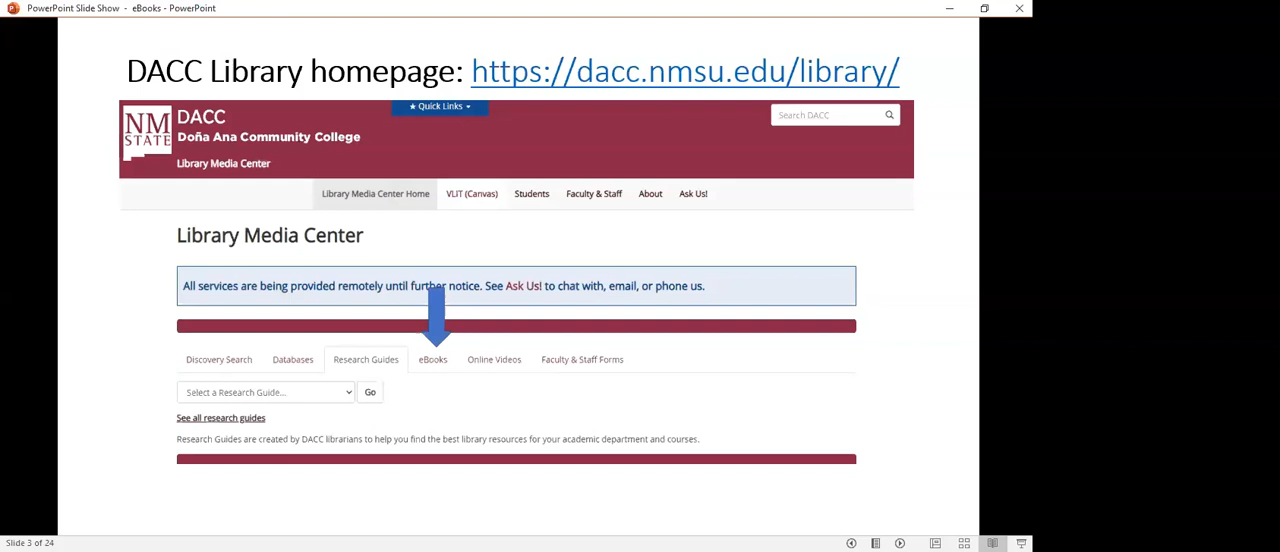 PowerPoint Slide Show - eBooks - PowerPoint
DACC Library homepage: https://dacc.nmsu.edu/library/
★ Quick Links
Search DACC
NM
STATE
DACC
Doña Ana Community College
Library Media Center
Library Media Center Home VLIT (Canvas) Students Faculty & Staff About Ask Us!
Library Media Center
All services are being provided remotely until further notice. See Ask Us! to chat with, email, or phone us.
Discovery Search Databases Research Guides eBooks Online Videos Faculty & Staff Forms
Select a Research Guide... Go
See all research guides
Research Guides are created by DACC librarians to help you find the best library resources for your academic department and courses.
Slide 3 of 24